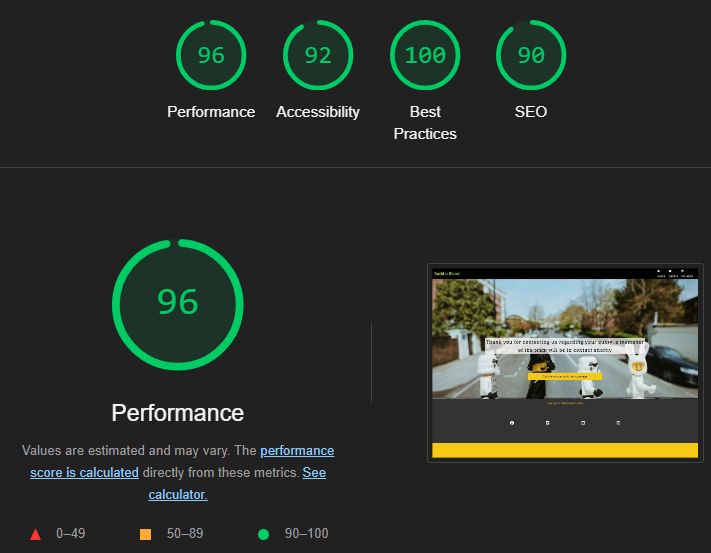 96
92
100
90
Performance
Accessibility
Best
Practices
SEO
96
Performance
Values are estimated and may vary. The performance
score is calculated directly from these metrics. See
calculator.
0–49
50–89
90–100
Thank you for contacting us regarding your query, a member
of the team will be in contact shortly